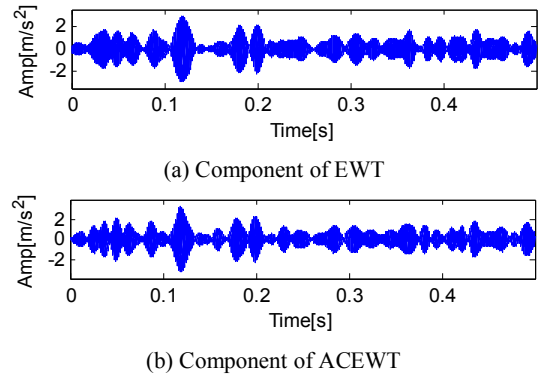 Amp[m/s²]
2
0
-2
0 0.1 0.2 0.3 0.4
Time[s]
(a) Component of EWT
Amp[m/s²]
2
0
-2
0 0.1 0.2 0.3 0.4
Time[s]
(b) Component of ACEWT